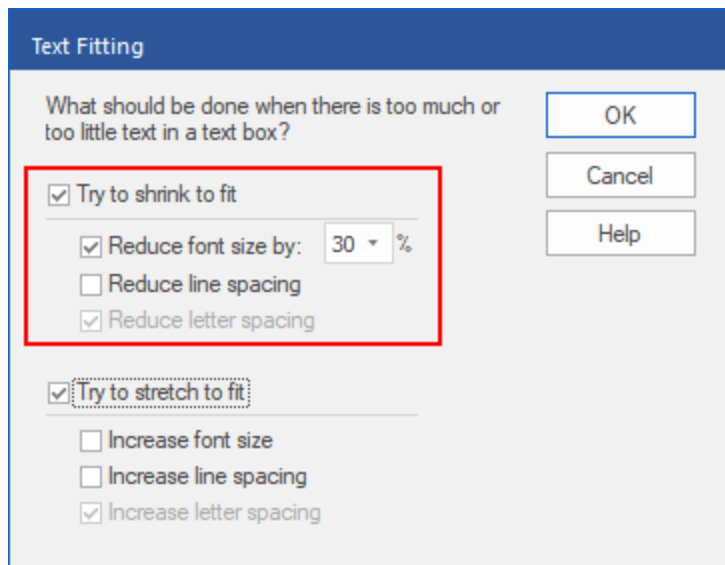 Text Fitting
What should be done when there is too much or
too little text in a text box?
OK
Cancel
Help
Try to shrink to fit
Reduce font size by: 30 %
Reduce line spacing
Reduce letter spacing
Try to stretch to fit
Increase font size
Increase line spacing
Increase letter spacing